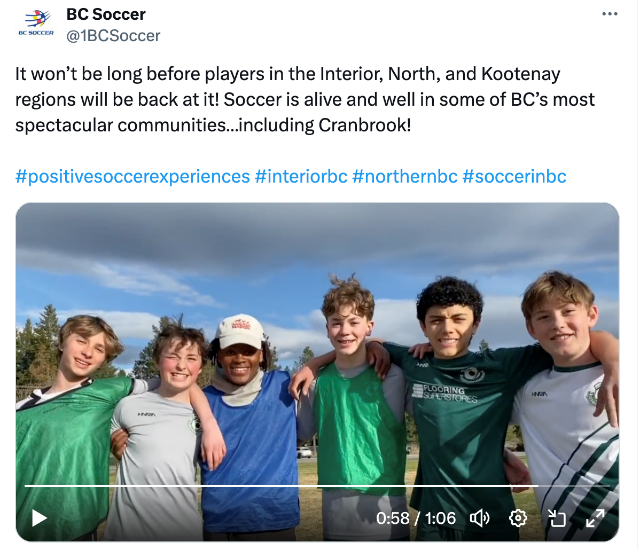 BC Soccer
BC SOCCER
@1BCSoccer
It won’t be long before players in the Interior, North, and Kootenay
regions will be back at it! Soccer is alive and well in some of BC’s most
spectacular communities...including Cranbrook!
#positivesoccerexperiences #interiorbc #northernbc #soccerinbc
FLOORING
SUPERSTORES
0:58 / 1:06